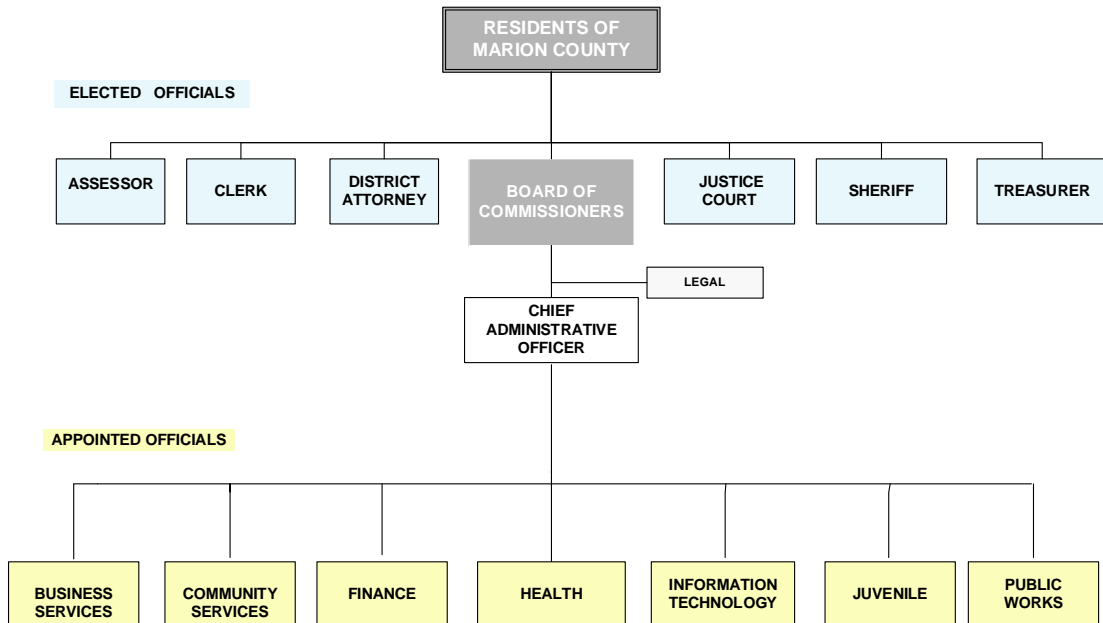 RESIDENTS OF
MARION COUNTY
ELECTED OFFICIALS
ASSESSOR
CLERK
DISTRICT
ATTORNEY
BOARD OF
COMMISSIONERS
JUSTICE
COURT
SHERIFF
TREASURER
LEGAL
CHIEF
ADMINISTRATIVE
OFFICER
APPOINTED OFFICIALS
BUSINESS
SERVICES
COMMUNITY
SERVICES
FINANCE
HEALTH
INFORMATION
TECHNOLOGY
JUVENILE
PUBLIC
WORKS